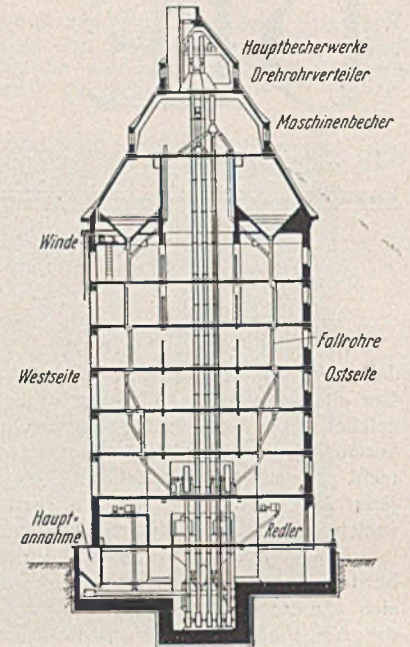 Hauptbecherwerke
Drehrohrverteiler
Maschinenbecher
Winde
Fallrohre
Westseite
Ostseite
Haupt=
annahme
Redler